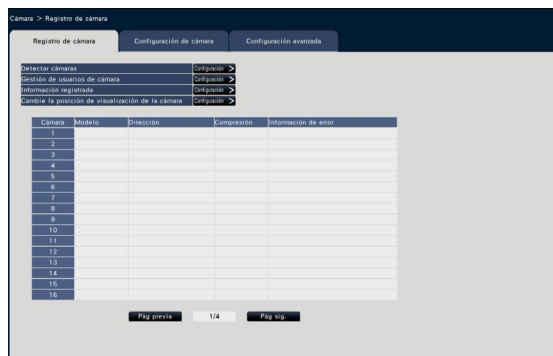 Cámara > Registro de cámara
Registro de cámara Configuración de cámara Configuración avanzada
Detectar cámaras Configuración >
Gestión de usuarios de cámara Configuración >
Información registrada Configuración >
Cambie la posición de visualización de la cámara Configuración >
Cámara Modelo Dirección Compresión Información de error
1
2
3
4
5
6
7
8
9
10
11
12
13
14
15
16
Pág previa 1/4 Pág sig.